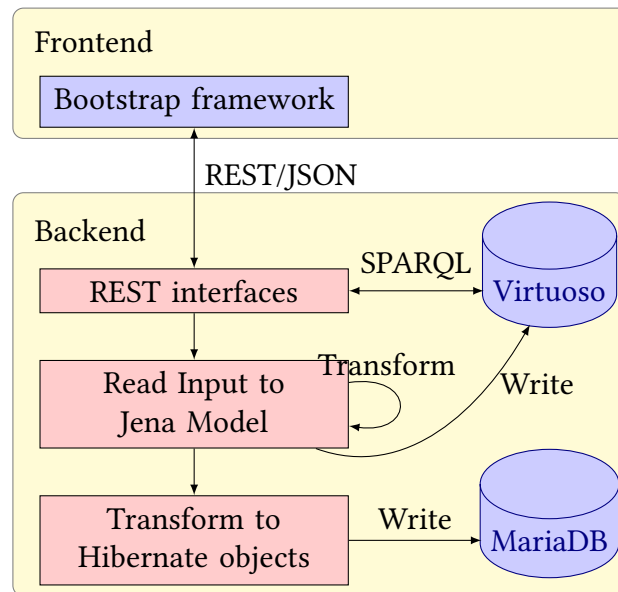 Frontend
Bootstrap framework
REST/JSON
Backend
SPARQL
REST interfaces
Virtuoso
Transform
Read Input to
Jena Model
Write
Transform to
Hibernate objects
Write
MariaDB